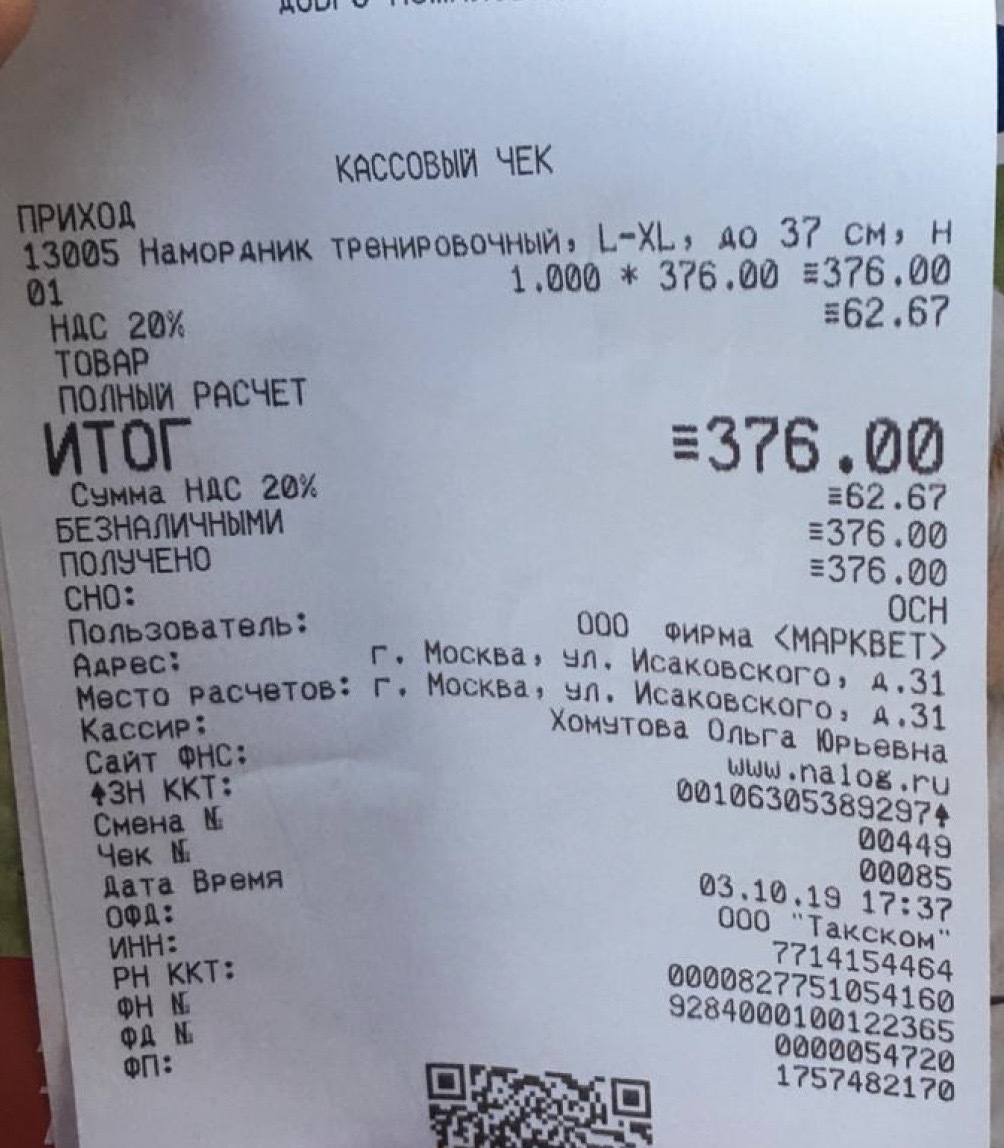 КАССОВЫЙ ЧЕК
ПРИХОД
13005 Намордник тренировочный, L-XL, до 37 см, Н
01 1.000 * 376.00 ≡376.00
НДС 20% ≡62.67
ТОВАР
ПОЛНЫЙ РАСЧЕТ
ИТОГ ≡376.00
Сумма НДС 20% ≡62.67
БЕЗНАЛИЧНЫМИ ≡376.00
ПОЛУЧЕНО ≡376.00
СНО: ОСН
Пользователь: ООО ФИРМА <МАРКВЕТ>
Адрес: г. Москва, ул. Исаковского, д.31
Место расчетов: г. Москва, ул. Исаковского, д.31
Кассир: Хомутова Ольга Юрьевна
Сайт ФНС: www.nalog.ru
↑ЗН ККТ: 00106305389297↑
Смена № 00449
Чек № 00085
Дата Время 03.10.19 17:37
ОФД: ООО "Такском"
ИНН: 7714154464
РН ККТ: 0000827751054160
ФН № 9284000100122365
ФД № 0000054720
ФП: 1757482170